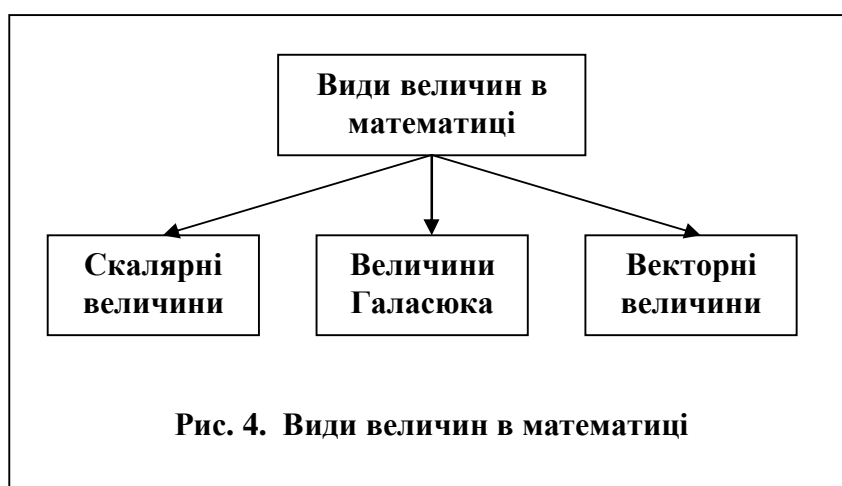 Види величин в
математиці
Скалярні
величини
Величини
Галасюка
Векторні
величини
Рис. 4. Види величин в математиці